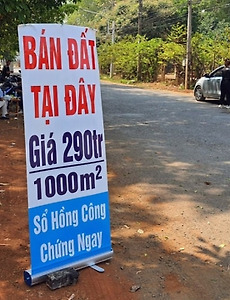 BÁN ĐẤT
TẠI ĐÂY
Giá 290tr
1000m²
Sổ Hồng Công
Chứng Ngay